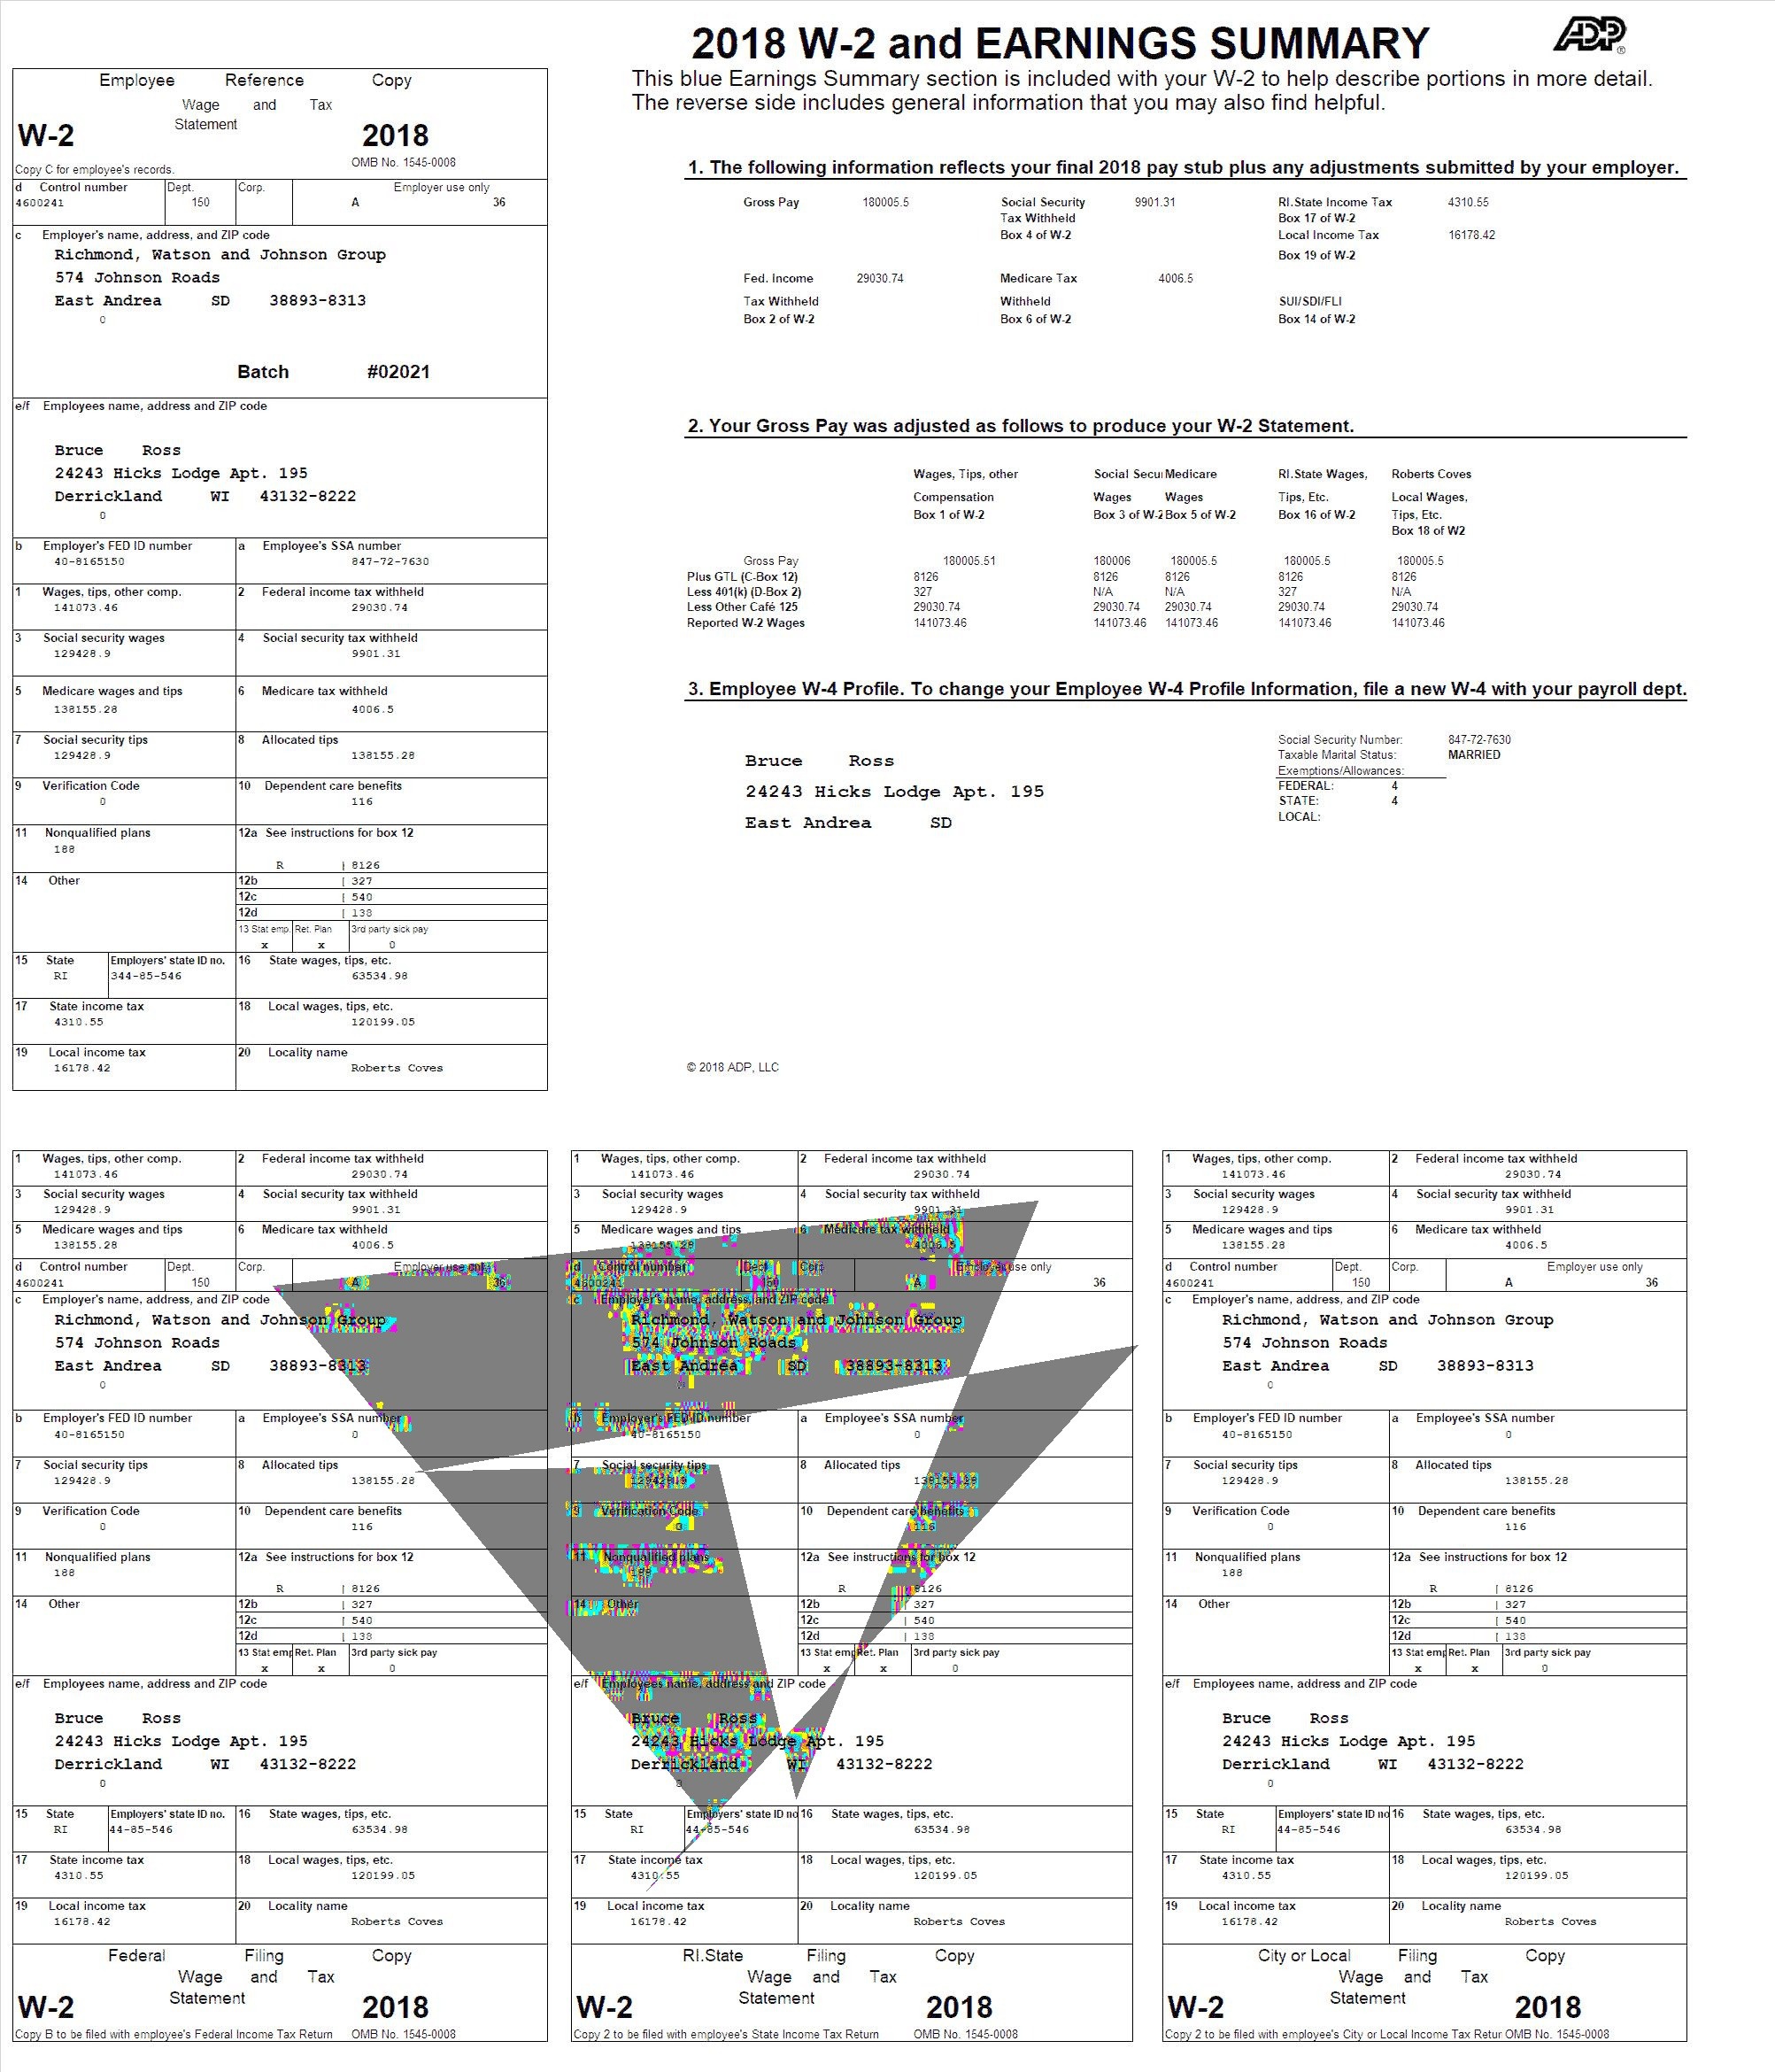 2018 W-2 and EARNINGS SUMMARY
ADP®
This blue Earnings Summary section is included with your W-2 to help describe portions in more detail.
The reverse side includes general information that you may also find helpful.
Employee Reference Copy
Wage and Tax
Statement
W-2 2018
OMB No. 1545-0008
Copy C for employee's records.
d Control number Dept. Corp. Employer use only
4600241 150 A 36
c Employer's name, address, and ZIP code
Richmond, Watson and Johnson Group
574 Johnson Roads
East Andrea SD 38893-8313
0
Batch #02021
e/f Employees name, address and ZIP code
Bruce Ross
24243 Hicks Lodge Apt. 195
Derrickland WI 43132-8222
0
b Employer's FED ID number a Employee's SSA number
40-8165150 847-72-7630
1 Wages, tips, other comp. 2 Federal income tax withheld
141073.46 29030.74
3 Social security wages 4 Social security tax withheld
129428.9 9901.31
5 Medicare wages and tips 6 Medicare tax withheld
138155.28 4006.5
7 Social security tips 8 Allocated tips
129428.9 138155.28
9 Verification Code 10 Dependent care benefits
0 116
11 Nonqualified plans 12a See instructions for box 12
188
R | 8126
14 Other 12b | 327
12c | 540
12d | 138
13 Stat emp. Ret. Plan 3rd party sick pay
x x 0
15 State Employers' state ID no. 16 State wages, tips, etc.
RI 344-85-546 63534.98
17 State income tax 18 Local wages, tips, etc.
4310.55 120199.05
19 Local income tax 20 Locality name
16178.42 Roberts Coves
1. The following information reflects your final 2018 pay stub plus any adjustments submitted by your employer.
Gross Pay 180005.5 Social Security 9901.31 RI.State Income Tax 4310.55
Tax Withheld Box 17 of W-2
Box 4 of W-2 Local Income Tax 16178.42
Box 19 of W-2
Fed. Income 29030.74 Medicare Tax 4006.5
Tax Withheld Withheld SUI/SDI/FLI
Box 2 of W-2 Box 6 of W-2 Box 14 of W-2
2. Your Gross Pay was adjusted as follows to produce your W-2 Statement.
Wages, Tips, other Social Secu Medicare RI.State Wages, Roberts Coves
Compensation Wages Wages Tips, Etc. Local Wages,
Box 1 of W-2 Box 3 of W-2 Box 5 of W-2 Box 16 of W-2 Tips, Etc.
Box 18 of W2
Gross Pay 180005.51 180006 180005.5 180005.5 180005.5
Plus GTL (C-Box 12) 8126 8126 8126 8126 8126
Less 401(k) (D-Box 2) 327 N/A N/A 327 N/A
Less Other Café 125 29030.74 29030.74 29030.74 29030.74 29030.74
Reported W-2 Wages 141073.46 141073.46 141073.46 141073.46 141073.46
3. Employee W-4 Profile. To change your Employee W-4 Profile Information, file a new W-4 with your payroll dept.
Social Security Number: 847-72-7630
Taxable Marital Status: MARRIED
Exemptions/Allowances:
FEDERAL: 4
STATE: 4
LOCAL:
Bruce Ross
24243 Hicks Lodge Apt. 195
East Andrea SD
© 2018 ADP, LLC
1 Wages, tips, other comp. 2 Federal income tax withheld
141073.46 29030.74
3 Social security wages 4 Social security tax withheld
129428.9 9901.31
5 Medicare wages and tips 6 Medicare tax withheld
138155.28 4006.5
d Control number Dept. Corp. Employer use only
4600241 150 A 36
c Employer's name, address, and ZIP code
Richmond, Watson and Johnson Group
574 Johnson Roads
East Andrea SD 38893-8313
0
b Employer's FED ID number a Employee's SSA number
40-8165150 0
7 Social security tips 8 Allocated tips
129428.9 138155.28
9 Verification Code 10 Dependent care benefits
0 116
11 Nonqualified plans 12a See instructions for box 12
188
R | 8126
14 Other 12b | 327
12c | 540
12d | 138
13 Stat emp Ret. Plan 3rd party sick pay
x x 0
e/f Employees name, address and ZIP code
Bruce Ross
24243 Hicks Lodge Apt. 195
Derrickland WI 43132-8222
0
15 State Employers' state ID no. 16 State wages, tips, etc.
RI 44-85-546 63534.98
17 State income tax 18 Local wages, tips, etc.
4310.55 120199.05
19 Local income tax 20 Locality name
16178.42 Roberts Coves
Federal Filing Copy
Wage and Tax
Statement
W-2 2018
Copy B to be filed with employee's Federal Income Tax Return OMB No. 1545-0008
1 Wages, tips, other comp. 2 Federal income tax withheld
141073.46 29030.74
3 Social security wages 4 Social security tax withheld
129428.9 9901.31
5 Medicare wages and tips 6 Medicare tax withheld
138155.28 4006.5
d Control number Dept Corp Employer use only
4600241 150 A 36
c Employer's name, address, and ZIP code
Richmond, Watson and Johnson Group
574 Johnson Roads
East Andrea SD 38893-8313
b Employer's FED ID number a Employee's SSA number
40-8165150 0
7 Social security tips 8 Allocated tips
129428.9 138155.28
9 Verification Code 10 Dependent care benefits
0 116
11 Nonqualified plans 12a See instructions for box 12
188
R | 8126
14 Other 12b | 327
12c | 540
12d | 138
13 Stat emp Ret. Plan 3rd party sick pay
x x 0
e/f Employees name, address and ZIP code
Bruce Ross
24243 Hicks Lodge Apt. 195
Derrickland WI 43132-8222
0
15 State Employers' state ID no 16 State wages, tips, etc.
RI 44-85-546 63534.98
17 State income tax 18 Local wages, tips, etc.
4310.55 120199.05
19 Local income tax 20 Locality name
16178.42 Roberts Coves
RI.State Filing Copy
Wage and Tax
Statement
W-2 2018
Copy 2 to be filed with employee's State Income Tax Return OMB No. 1545-0008
1 Wages, tips, other comp. 2 Federal income tax withheld
141073.46 29030.74
3 Social security wages 4 Social security tax withheld
129428.9 9901.31
5 Medicare wages and tips 6 Medicare tax withheld
138155.28 4006.5
d Control number Dept. Corp. Employer use only
4600241 150 A 36
c Employer's name, address, and ZIP code
Richmond, Watson and Johnson Group
574 Johnson Roads
East Andrea SD 38893-8313
0
b Employer's FED ID number a Employee's SSA number
40-8165150 0
7 Social security tips 8 Allocated tips
129428.9 138155.28
9 Verification Code 10 Dependent care benefits
0 116
11 Nonqualified plans 12a See instructions for box 12
188
R | 8126
14 Other 12b | 327
12c | 540
12d | 138
13 Stat emp Ret. Plan 3rd party sick pay
x x 0
e/f Employees name, address and ZIP code
Bruce Ross
24243 Hicks Lodge Apt. 195
Derrickland WI 43132-8222
0
15 State Employers' state ID no 16 State wages, tips, etc.
RI 44-85-546 63534.98
17 State income tax 18 Local wages, tips, etc.
4310.55 120199.05
19 Local income tax 20 Locality name
16178.42 Roberts Coves
City or Local Filing Copy
Wage and Tax
Statement
W-2 2018
Copy 2 to be filed with employee's City or Local Income Tax Retur OMB No. 1545-0008